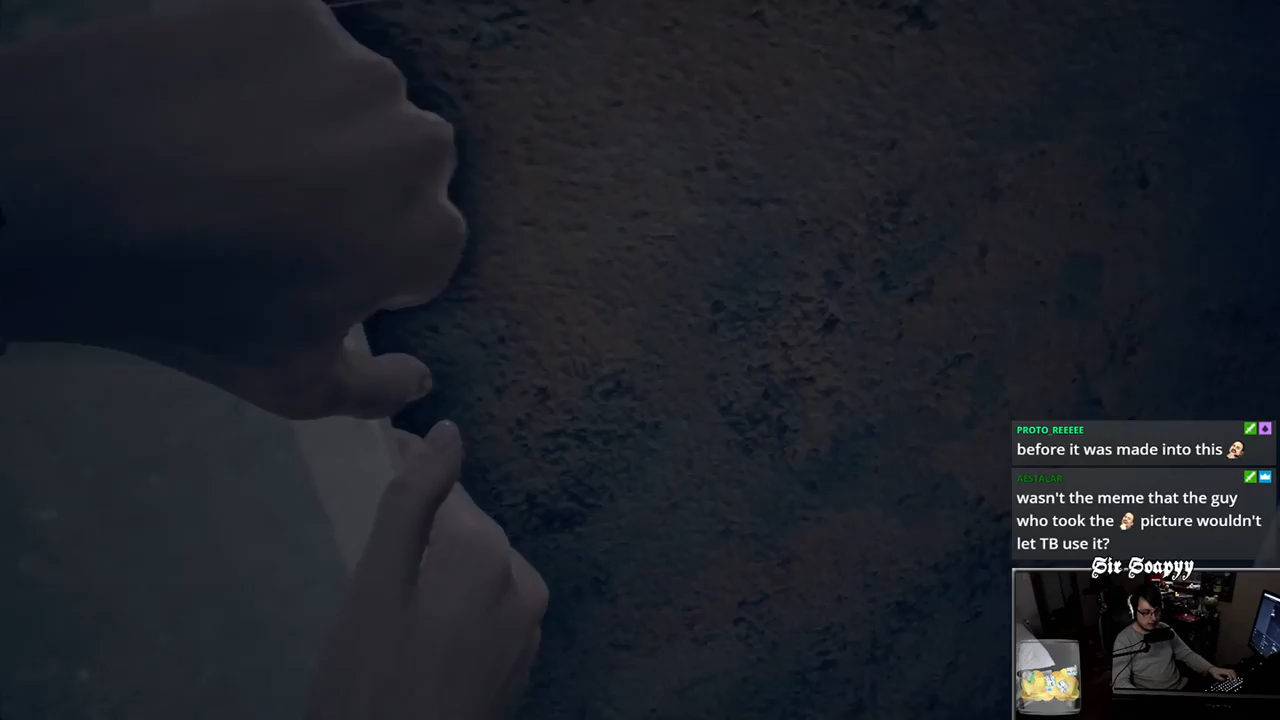 PROTO_REEEEE
before it was made into this
AESTALAR
wasn't the meme that the guy
who took the picture wouldn't
let TB use it?
Sir Soapyy